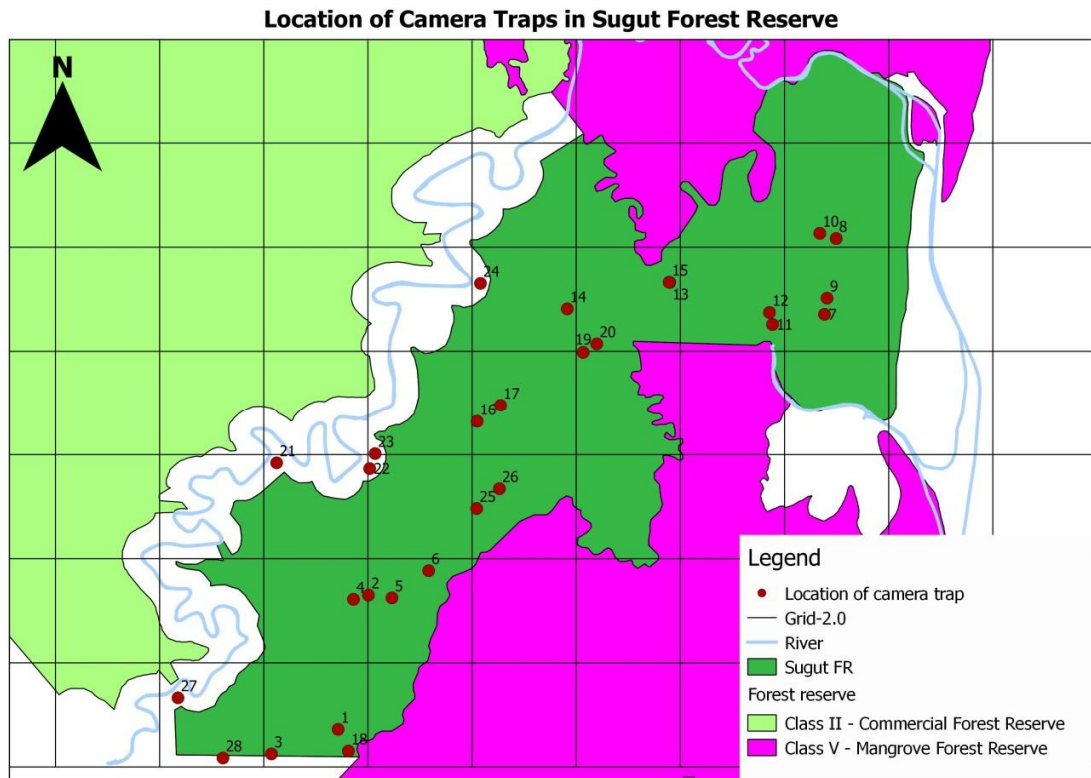 Location of Camera Traps in Sugut Forest Reserve
N
10
8
24
15
13
14
9
12
7
11
20
19
17
16
23
21
22
26
25
6
2
4
5
27
1
18
3
28
Legend
Location of camera trap
Grid-2.0
River
Sugut FR
Forest reserve
Class II - Commercial Forest Reserve
Class V - Mangrove Forest Reserve